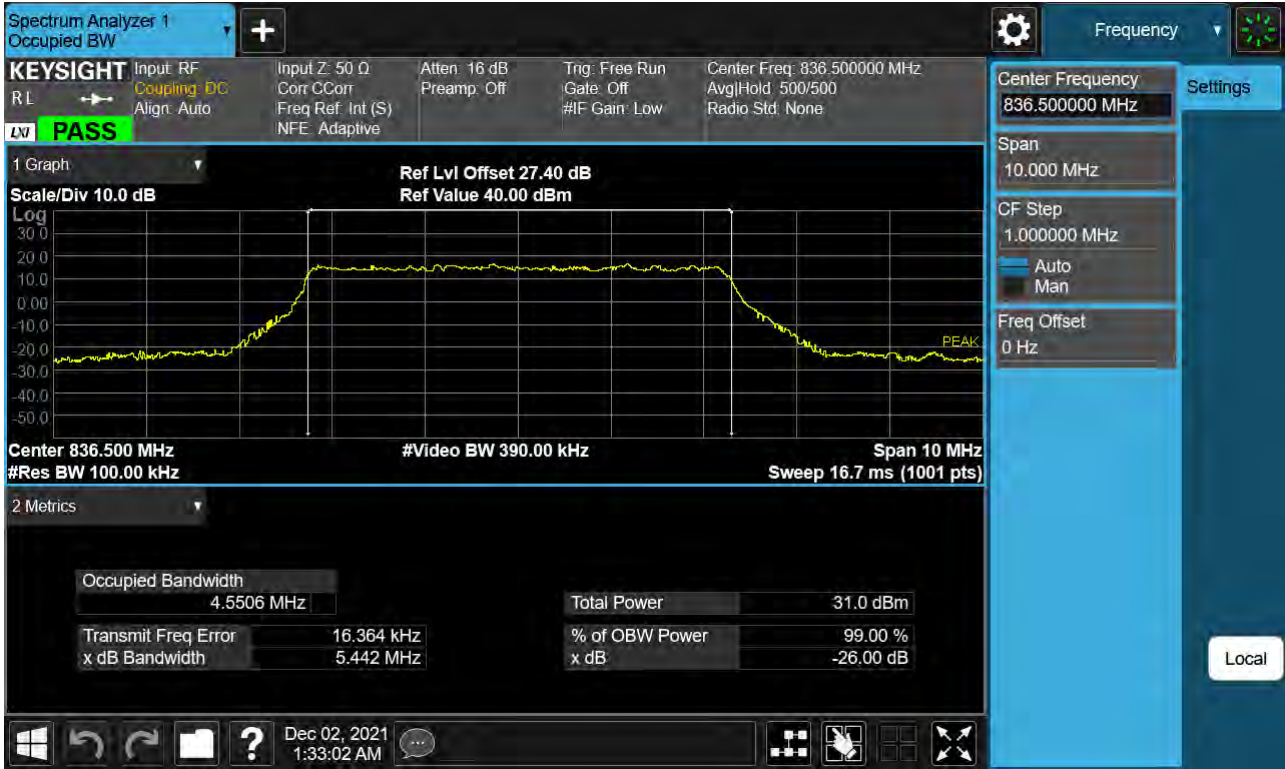 Spectrum Analyzer 1
Occupied BW
Frequency
KEYSIGHT
RL
LXI PASS
Input: RF
Coupling: DC
Align: Auto
Input Z: 50 Ω
Corr CCorr
Freq Ref: Int (S)
NFE: Adaptive
Atten: 16 dB
Preamp: Off
Trig: Free Run
Gate: Off
#IF Gain: Low
Center Freq: 836.500000 MHz
Avg|Hold: 500/500
Radio Std: None
Center Frequency
836.500000 MHz
Settings
Span
10.000 MHz
CF Step
1.000000 MHz
Auto
Man
Freq Offset
0 Hz
1 Graph
Scale/Div 10.0 dB
Ref Lvl Offset 27.40 dB
Ref Value 40.00 dBm
Log
30.0
20.0
10.0
0.00
-10.0
-20.0
-30.0
-40.0
-50.0
PEAK
Center 836.500 MHz
#Video BW 390.00 kHz
Span 10 MHz
#Res BW 100.00 kHz
Sweep 16.7 ms (1001 pts)
2 Metrics
Occupied Bandwidth
4.5506 MHz
Total Power 31.0 dBm
Transmit Freq Error 16.364 kHz
% of OBW Power 99.00 %
x dB Bandwidth 5.442 MHz
x dB -26.00 dB
Local
?
Dec 02, 2021
1:33:02 AM